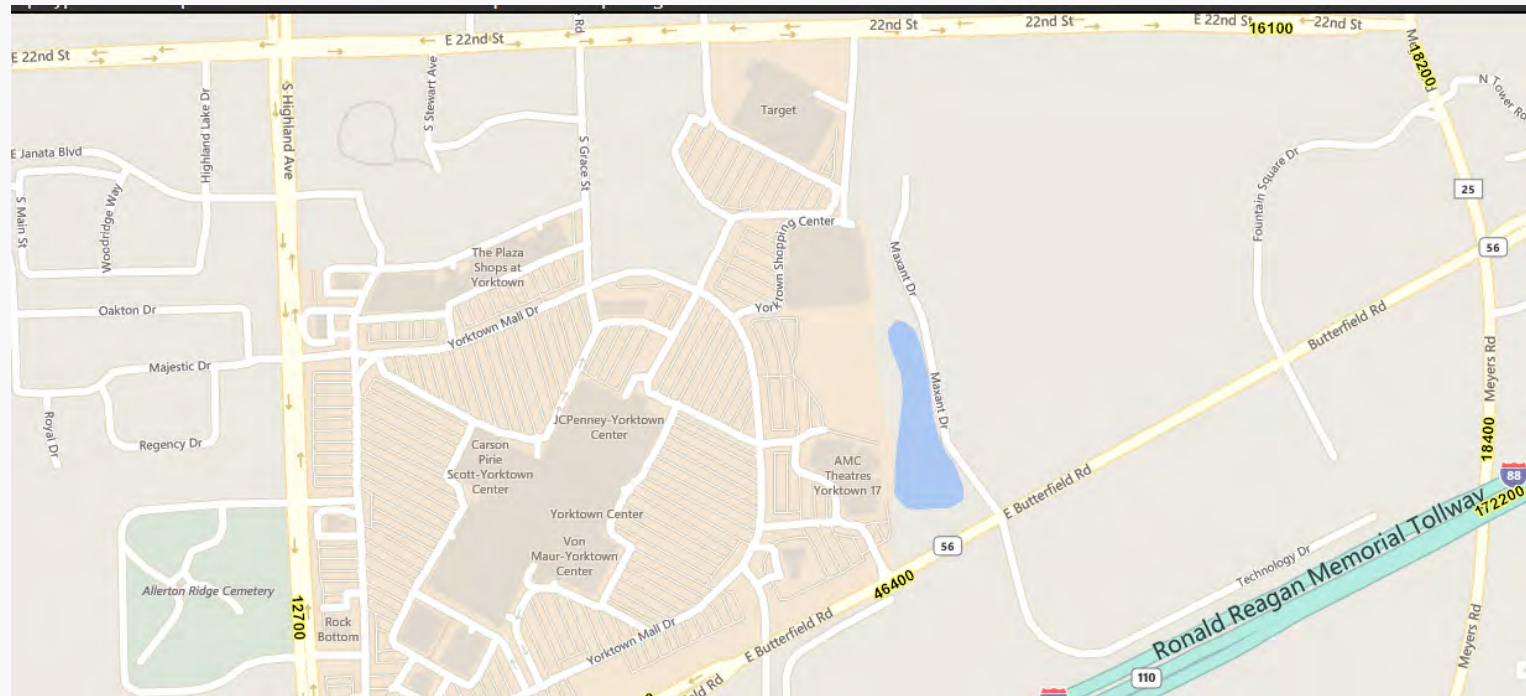 E 22nd St
E 22nd St
22nd St
22nd St
E 22nd St
22nd St
16100
18200
Rd
S Highland Ave
Highland Lake Dr
S Stewart Ave
S Grace St
Target
N Tower Rd
E Janata Blvd
S Main St
Woodridge Way
Fountain Square Dr
25
56
Yorktown Shopping Center
Maxant Dr
The Plaza
Shops at
Yorktown
Oakton Dr
Yorktown Mall Dr
Butterfield Rd
Meyers Rd
Majestic Dr
Maxant Dr
Royal Dr
Regency Dr
JCPenney-Yorktown
Center
Carson
Pirie
Scott-Yorktown
Center
AMC
Theatres
Yorktown 17
18400
88
172200
E Butterfield Rd
Yorktown Center
56
Von
Maur-Yorktown
Center
Technology Dr
Ronald Reagan Memorial Tollway
Allerton Ridge Cemetery
46400
12700
Rock
Bottom
Yorktown Mall Dr
E Butterfield Rd
Meyers Rd
110